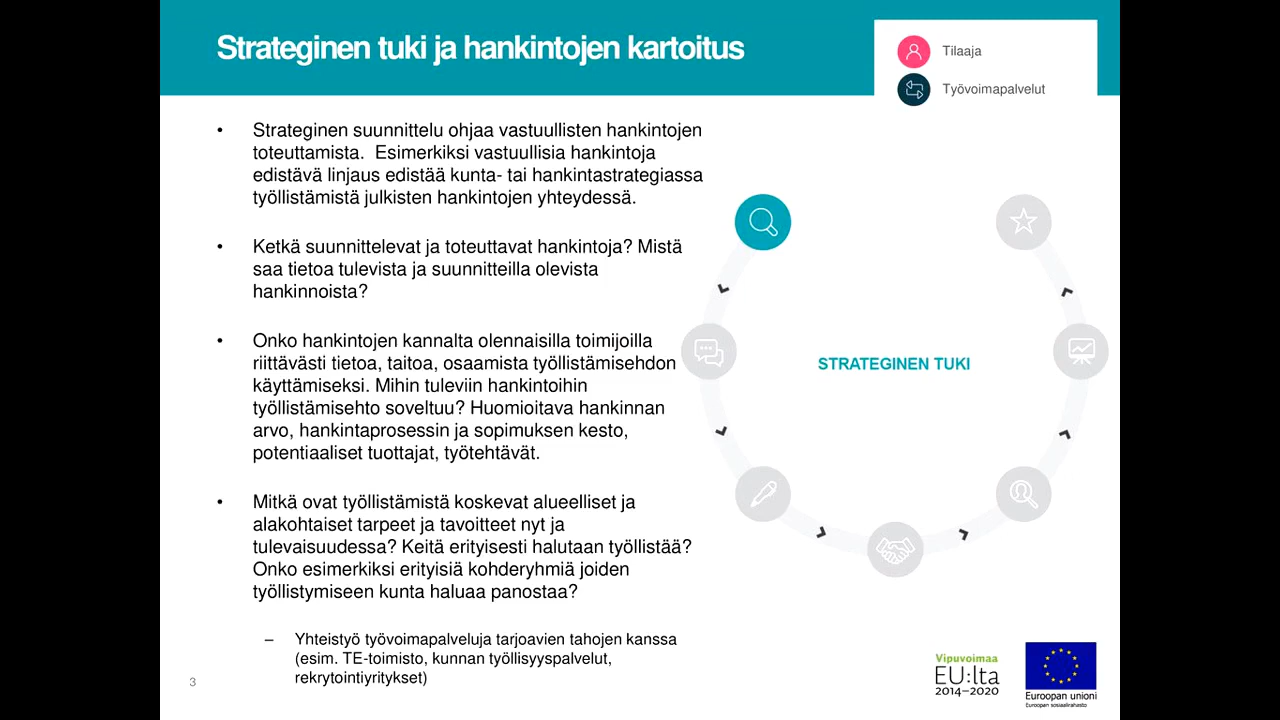 Strateginen tuki ja hankintojen kartoitus
Tilaaja
Työvoimapalvelut
• Strateginen suunnittelu ohjaa vastuullisten hankintojen
toteuttamista.  Esimerkiksi vastuullisia hankintoja
edistävä linjaus edistää kunta- tai hankintastrategiassa
työllistämistä julkisten hankintojen yhteydessä.
• Ketkä suunnittelevat ja toteuttavat hankintoja? Mistä
saa tietoa tulevista ja suunnitteilla olevista
hankinnoista?
• Onko hankintojen kannalta olennaisilla toimijoilla
riittävästi tietoa, taitoa, osaamista työllistämisehdon
käyttämiseksi. Mihin tuleviin hankintoihin
työllistämisehto soveltuu? Huomioitava hankinnan
arvo, hankintaprosessin ja sopimuksen kesto,
potentiaaliset tuottajat, työtehtävät.
• Mitkä ovat työllistämistä koskevat alueelliset ja
alakohtaiset tarpeet ja tavoitteet nyt ja
tulevaisuudessa? Keitä erityisesti halutaan työllistää?
Onko esimerkiksi erityisiä kohderyhmiä joiden
työllistymiseen kunta haluaa panostaa?
– Yhteistyö työvoimapalveluja tarjoavien tahojen kanssa
(esim. TE-toimisto, kunnan työllisyyspalvelut,
rekrytointiyritykset)
STRATEGINEN TUKI
3
Vipuvoimaa
EU:lta
2014–2020
Euroopan unioni
Euroopan sosiaalirahasto